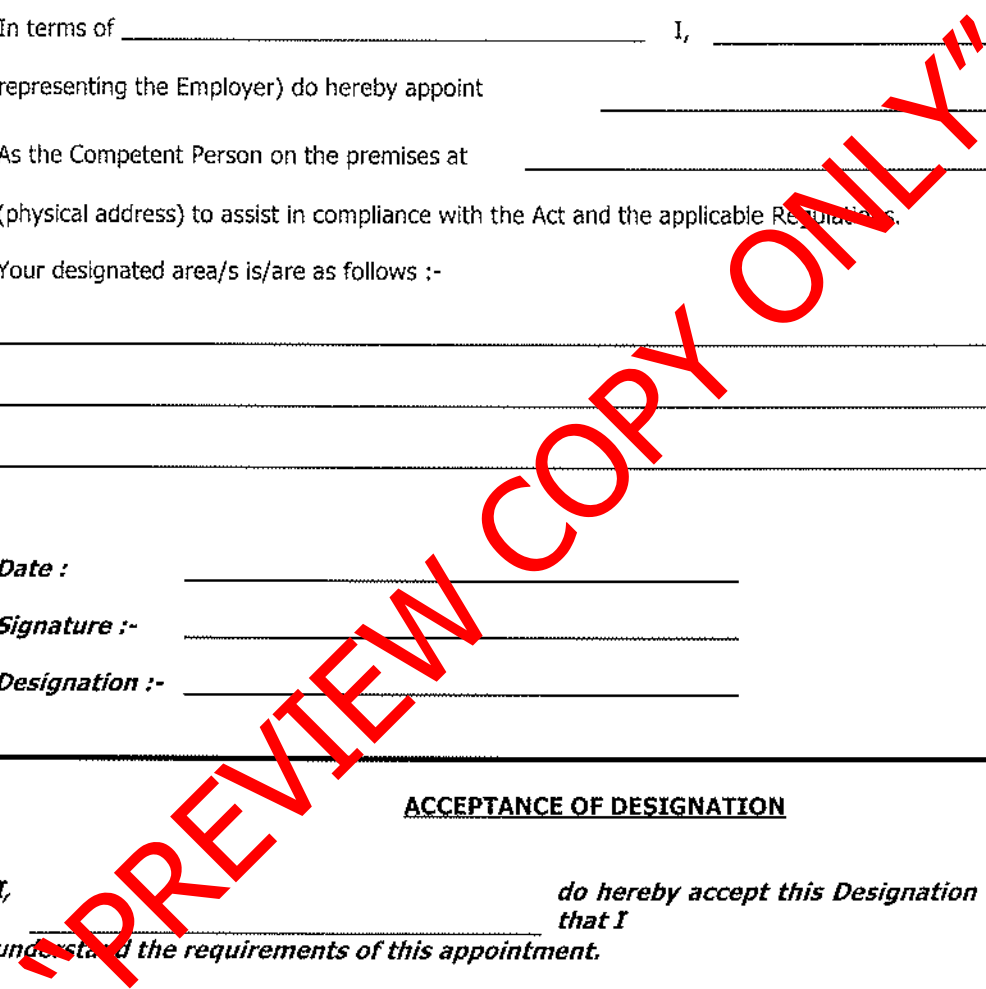 In terms of I,
representing the Employer) do hereby appoint
As the Competent Person on the premises at
(physical address) to assist in compliance with the Act and the applicable Regulations.
Your designated area/s is/are as follows :-
Date :
Signature :-
Designation :-
ACCEPTANCE OF DESIGNATION
I, do hereby accept this Designation
that I
understand the requirements of this appointment.
“PREVIEW COPY ONLY”